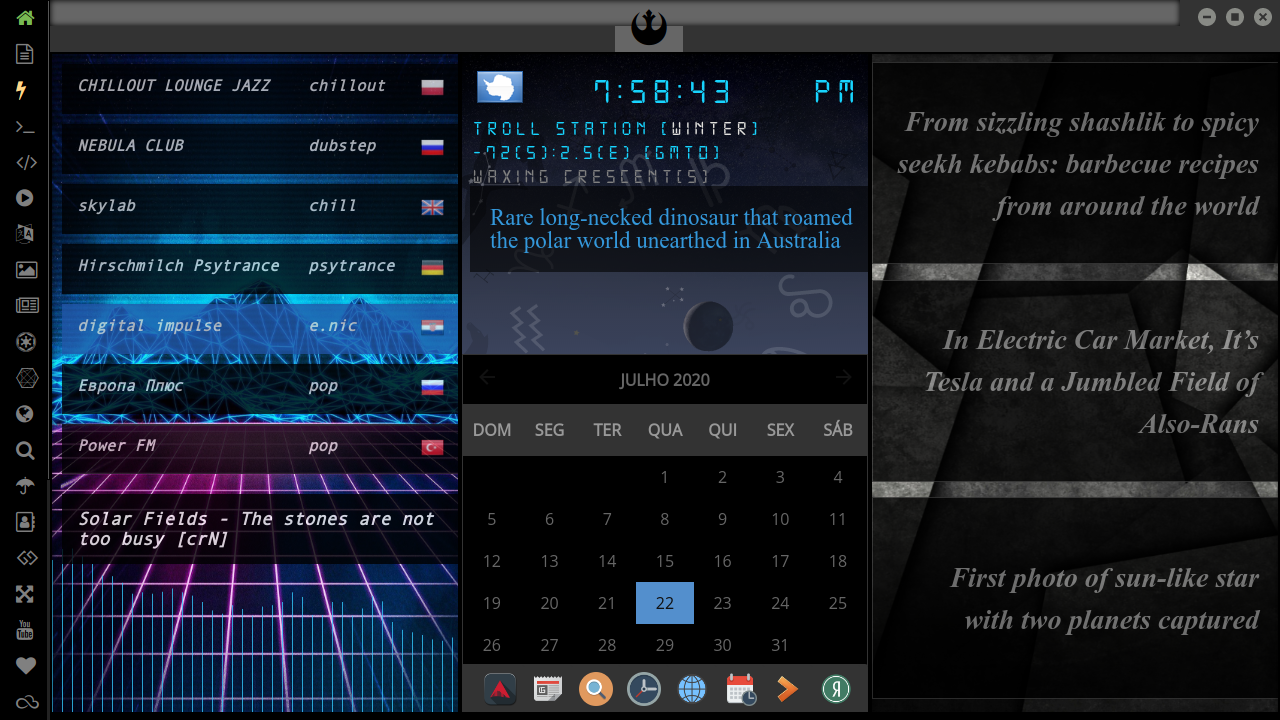 CHILLOUT LOUNGE JAZZ chillout
NEBULA CLUB dubstep
skylab chill
Hirschmilch Psytrance psytrance
digital impulse e.nic
Европа Плюс pop
Power FM pop
Solar Fields - The stones are not
too busy [crN]
7:58:43 PM
TROLL STATION [WINTER]
-72(S):2.5(E) [GMT0]
WAXING CRESCENT(S)
Rare long-necked dinosaur that roamed
the polar world unearthed in Australia
JULHO 2020
DOM SEG TER QUA QUI SEX SÁB
1 2 3 4
5 6 7 8 9 10 11
12 13 14 15 16 17 18
19 20 21 22 23 24 25
26 27 28 29 30 31
From sizzling shashlik to spicy
seekh kebabs: barbecue recipes
from around the world
In Electric Car Market, It’s
Tesla and a Jumbled Field of
Also-Rans
First photo of sun-like star
with two planets captured